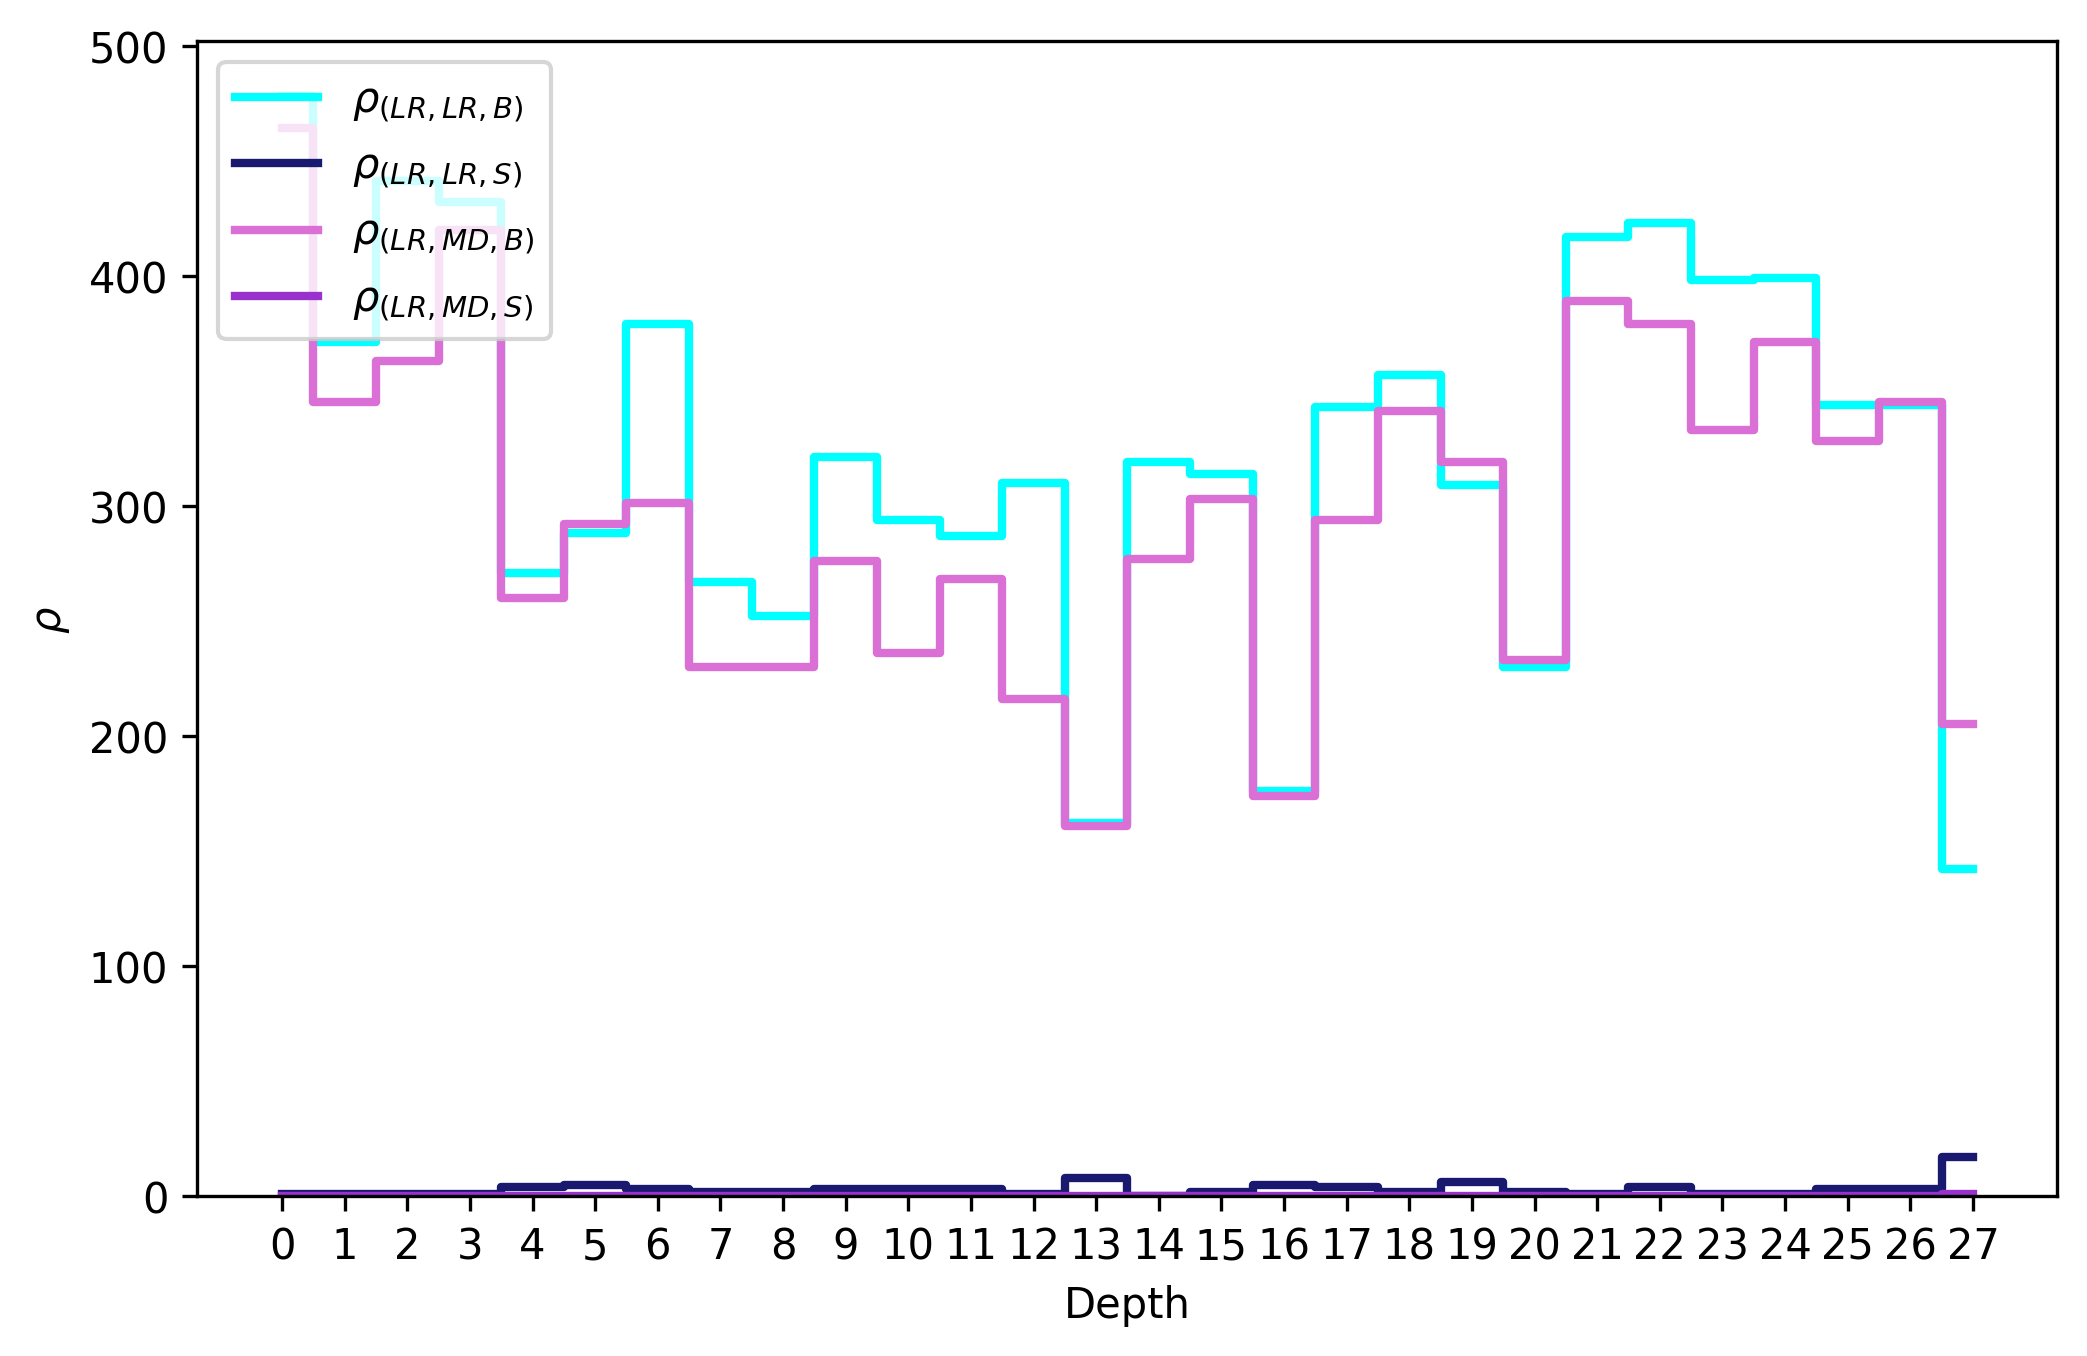 500
400
300
200
100
0
ρ
ρ(LR, LR, B)
ρ(LR, LR, S)
ρ(LR, MD, B)
ρ(LR, MD, S)
0 1 2 3 4 5 6 7 8 9 10 11 12 13 14 15 16 17 18 19 20 21 22 23 24 25 26 27
Depth